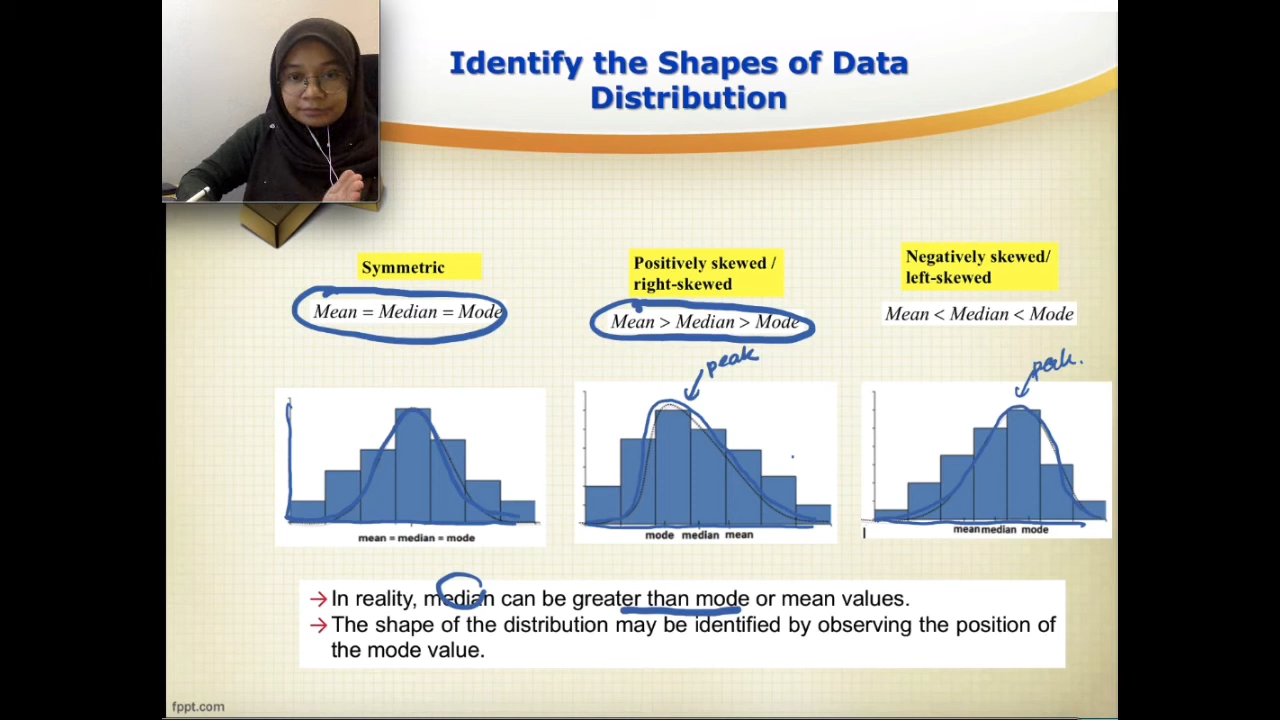 Identify the Shapes of Data
Distribution
Symmetric
Mean = Median = Mode
Positively skewed /
right-skewed
Mean > Median > Mode
Negatively skewed/
left-skewed
Mean < Median < Mode
peak
peak.
mean = median = mode
mode median mean
mean median mode
→In reality, median can be greater than mode or mean values.
→The shape of the distribution may be identified by observing the position of
the mode value.
fppt.com